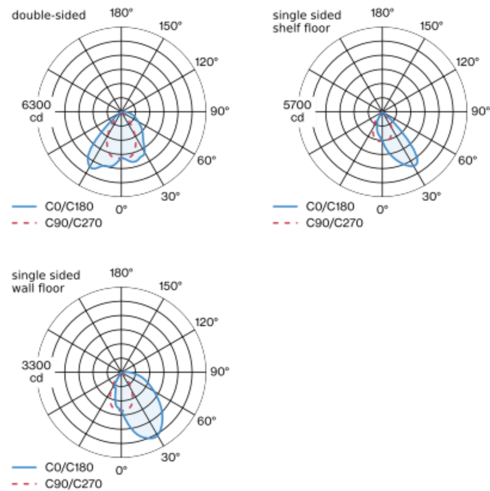 double-sided
180°
150°
120°
90°
60°
30°
0°
6300
cd
C0/C180
C90/C270
single sided
shelf floor
180°
150°
120°
90°
60°
30°
0°
5700
cd
C0/C180
C90/C270
single sided
wall floor
180°
150°
120°
90°
60°
30°
0°
3300
cd
C0/C180
C90/C270